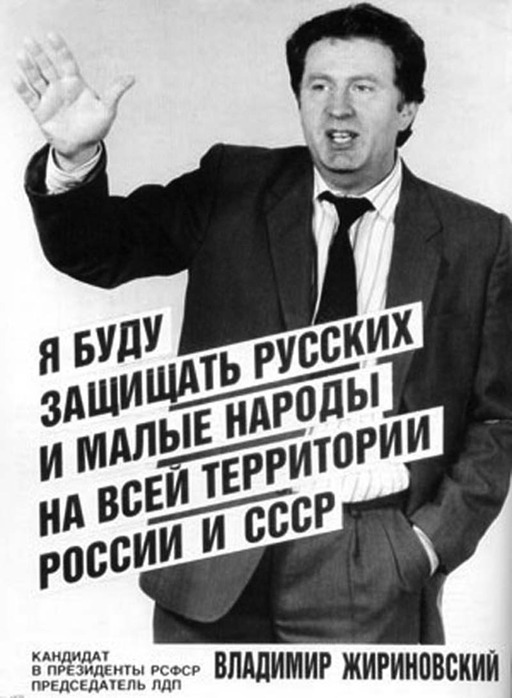 Я БУДУ
ЗАЩИЩАТЬ РУССКИХ
И МАЛЫЕ НАРОДЫ
НА ВСЕЙ ТЕРРИТОРИИ
РОССИИ И СССР
КАНДИДАТ
В ПРЕЗИДЕНТЫ РСФСР
ПРЕДСЕДАТЕЛЬ ЛДП
ВЛАДИМИР ЖИРИНОВСКИЙ